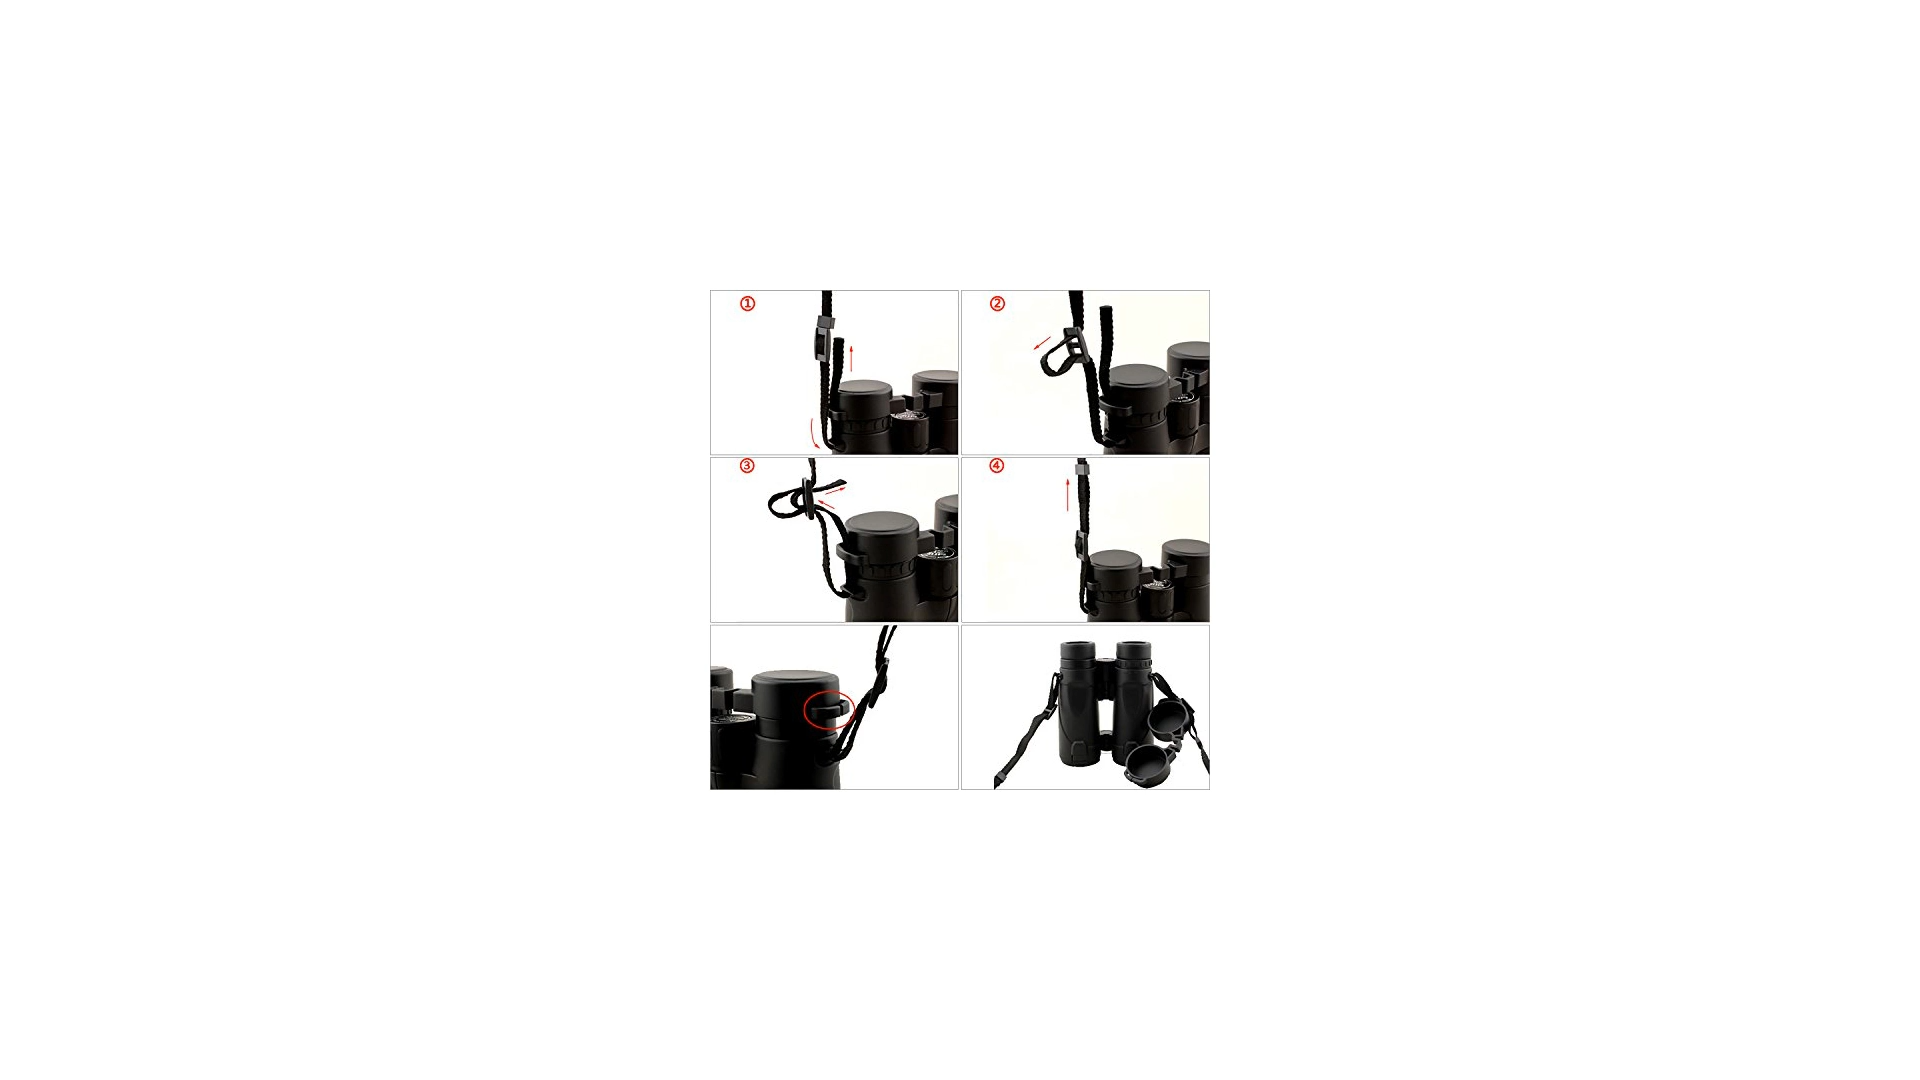 ①
②
③
④